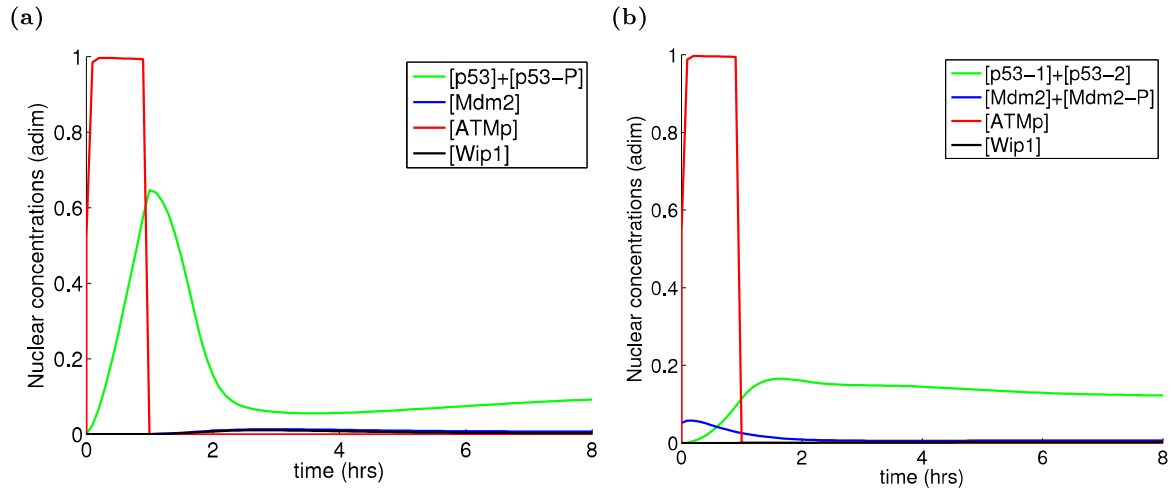 (a)
Nuclear concentrations (adim)
1
0.8
0.6
0.4
0.2
0
0
2
4
6
8
time (hrs)
[p53]+[p53-P]
[Mdm2]
[ATMp]
[Wip1]
(b)
Nuclear concentrations (adim)
1
0.8
0.6
0.4
0.2
0
0
2
4
6
8
time (hrs)
[p53-1]+[p53-2]
[Mdm2]+[Mdm2-P]
[ATMp]
[Wip1]